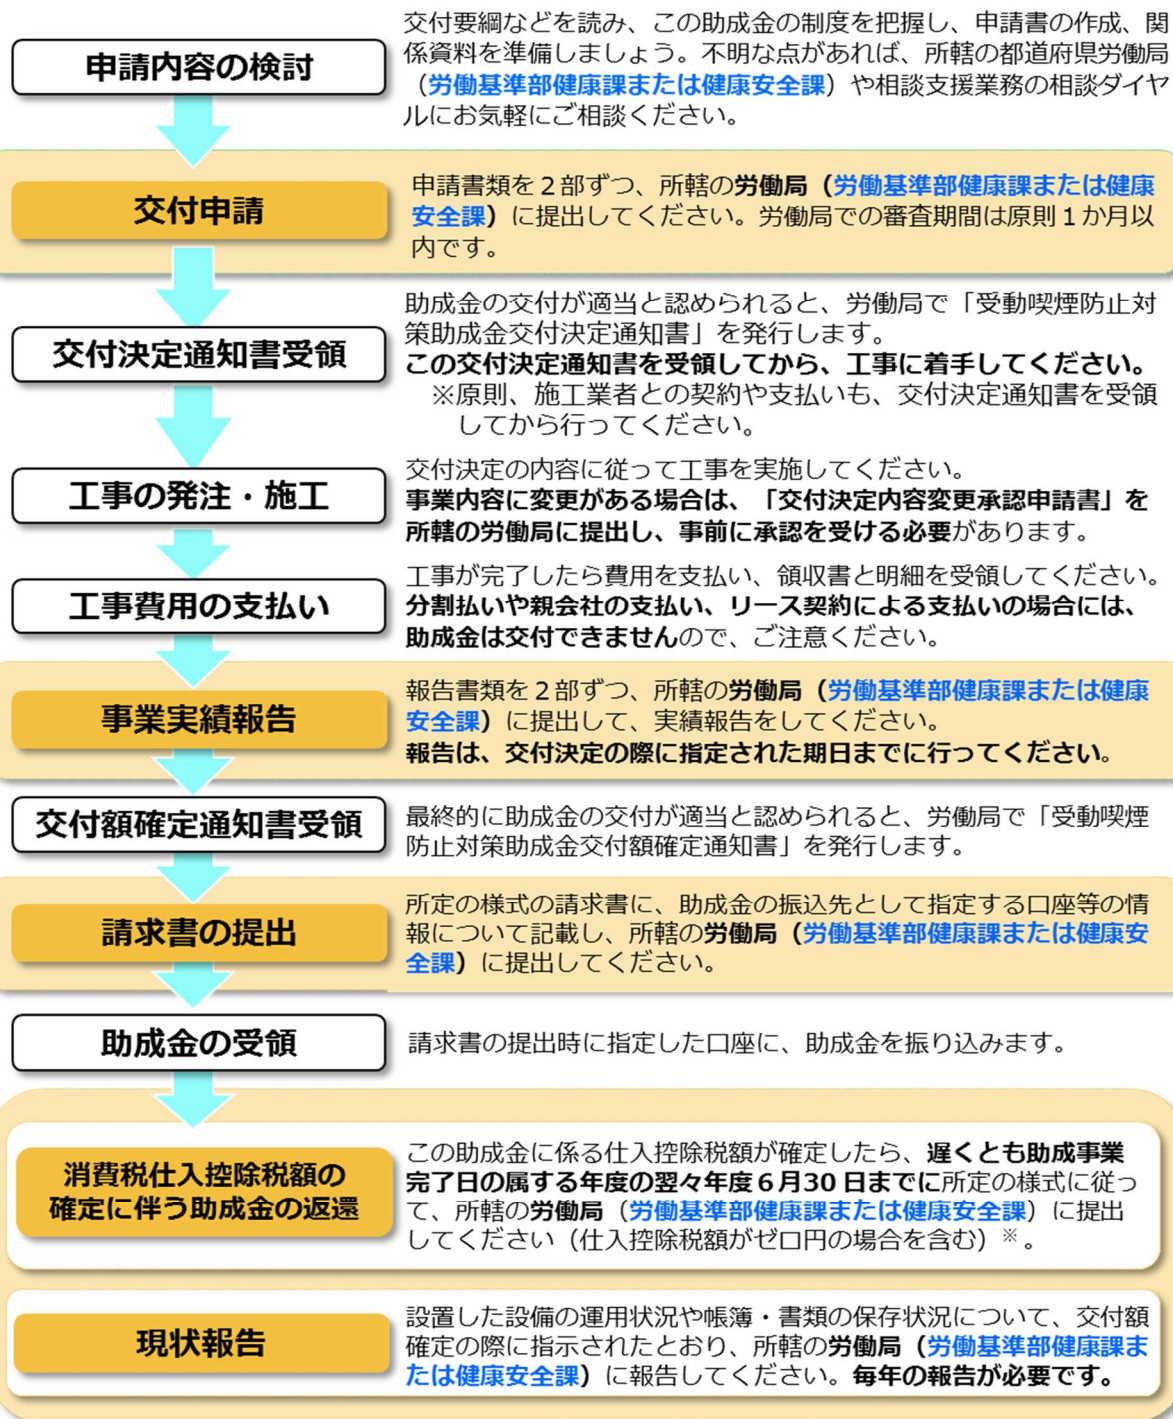 申請内容の検討
交付要綱などを読み、この助成金の制度を把握し、申請書の作成、関
係資料を準備しましょう。不明な点があれば、所轄の都道府県労働局
（労働基準部健康課または健康安全課）や相談支援業務の相談ダイヤ
ルにお気軽にご相談ください。
交付申請
申請書類を２部ずつ、所轄の労働局（労働基準部健康課または健康
安全課）に提出してください。労働局での審査期間は原則１か月以
内です。
交付決定通知書受領
助成金の交付が適当と認められると、労働局で「受動喫煙防止対
策助成金交付決定通知書」を発行します。
この交付決定通知書を受領してから、工事に着手してください。
※原則、施工業者との契約や支払いも、交付決定通知書を受領
してから行ってください。
工事の発注・施工
交付決定の内容に従って工事を実施してください。
事業内容に変更がある場合は、「交付決定内容変更承認申請書」を
所轄の労働局に提出し、事前に承認を受ける必要があります。
工事費用の支払い
工事が完了したら費用を支払い、領収書と明細を受領してください。
分割払いや親会社の支払い、リース契約による支払いの場合には、
助成金は交付できませんので、ご注意ください。
事業実績報告
報告書類を２部ずつ、所轄の労働局（労働基準部健康課または健康
安全課）に提出して、実績報告をしてください。
報告は、交付決定の際に指定された期日までに行ってください。
交付額確定通知書受領
最終的に助成金の交付が適当と認められると、労働局で「受動喫煙
防止対策助成金交付額確定通知書」を発行します。
請求書の提出
所定の様式の請求書に、助成金の振込先として指定する口座等の情
報について記載し、所轄の労働局（労働基準部健康課または健康安
全課）に提出してください。
助成金の受領
請求書の提出時に指定した口座に、助成金を振り込みます。
消費税仕入控除税額の
確定に伴う助成金の返還
この助成金に係る仕入控除税額が確定したら、遅くとも助成事業
完了日の属する年度の翌々年度６月30 日までに所定の様式に従っ
て、所轄の労働局（労働基準部健康課または健康安全課）に提出
してください（仕入控除税額がゼロ円の場合を含む）※。
現状報告
設置した設備の運用状況や帳簿・書類の保存状況について、交付額
確定の際に指示されたとおり、所轄の労働局（労働基準部健康課ま
たは健康安全課）に報告してください。毎年の報告が必要です。